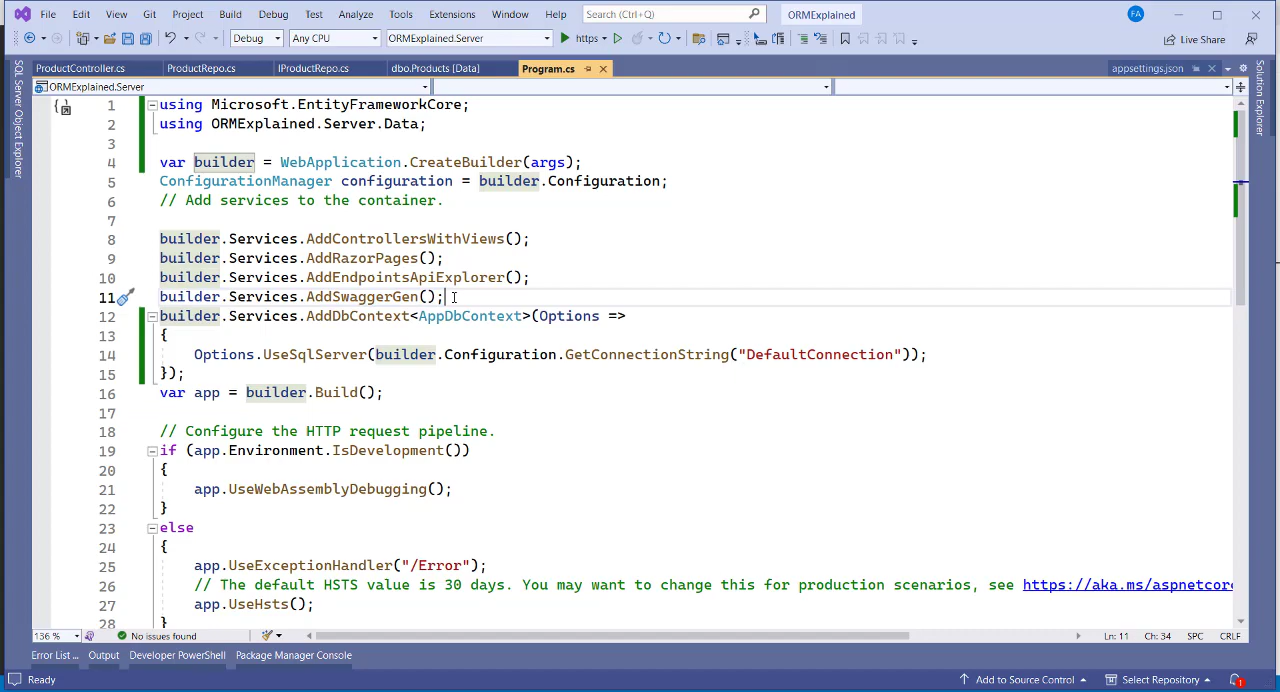 File Edit View Git Project Build Debug Test Analyze Tools Extensions Window Help Search (Ctrl+Q) ORMExplained FA
Debug Any CPU ORMExplained.Server https Live Share
ProductController.cs ProductRepo.cs IProductRepo.cs dbo.Products [Data] Program.cs appsettings.json
ORMExplained.Server
SQL Server Object Explorer
Solution Explorer
1 using Microsoft.EntityFrameworkCore;
2 using ORMExplained.Server.Data;
3
4 var builder = WebApplication.CreateBuilder(args);
5 ConfigurationManager configuration = builder.Configuration;
6 // Add services to the container.
7
8 builder.Services.AddControllersWithViews();
9 builder.Services.AddRazorPages();
10 builder.Services.AddEndpointsApiExplorer();
11 builder.Services.AddSwaggerGen();
12 builder.Services.AddDbContext<AppDbContext>(Options =>
13 {
14 Options.UseSqlServer(builder.Configuration.GetConnectionString("DefaultConnection"));
15 });
16 var app = builder.Build();
17
18 // Configure the HTTP request pipeline.
19 if (app.Environment.IsDevelopment())
20 {
21 app.UseWebAssemblyDebugging();
22 }
23 else
24 {
25 app.UseExceptionHandler("/Error");
26 // The default HSTS value is 30 days. You may want to change this for production scenarios, see https://aka.ms/aspnetcore
27 app.UseHsts();
28 }
136 % No issues found Ln: 11 Ch: 34 SPC CRLF
Error List ... Output Developer PowerShell Package Manager Console
Ready Add to Source Control Select Repository 1